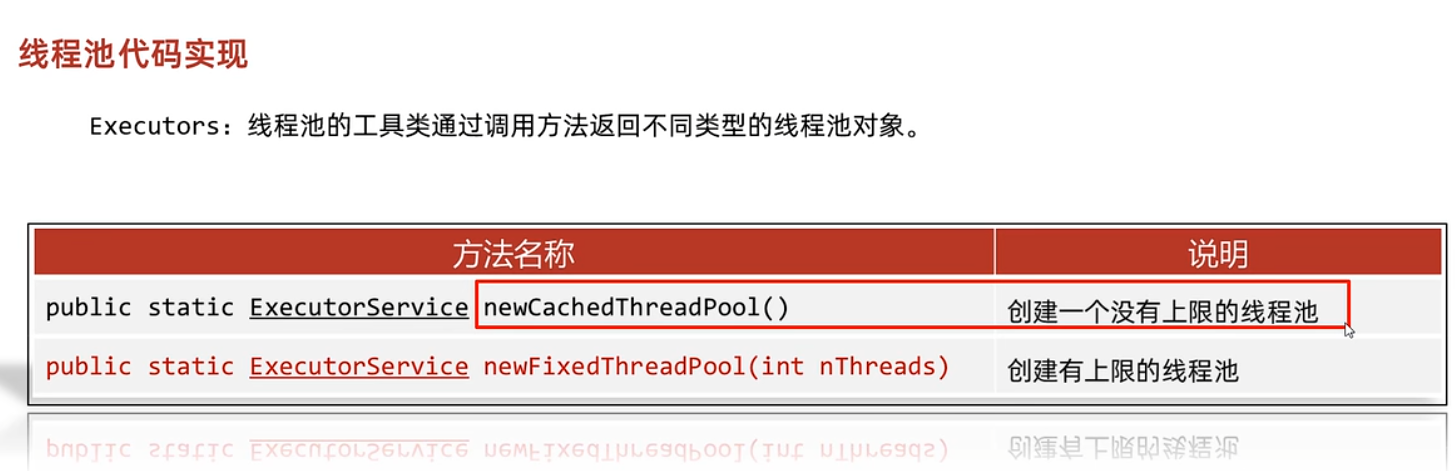 线程池代码实现
Executors：线程池的工具类通过调用方法返回不同类型的线程池对象。
方法名称 说明
public static ExecutorService newCachedThreadPool() 创建一个没有上限的线程池
public static ExecutorService newFixedThreadPool(int nThreads) 创建有上限的线程池